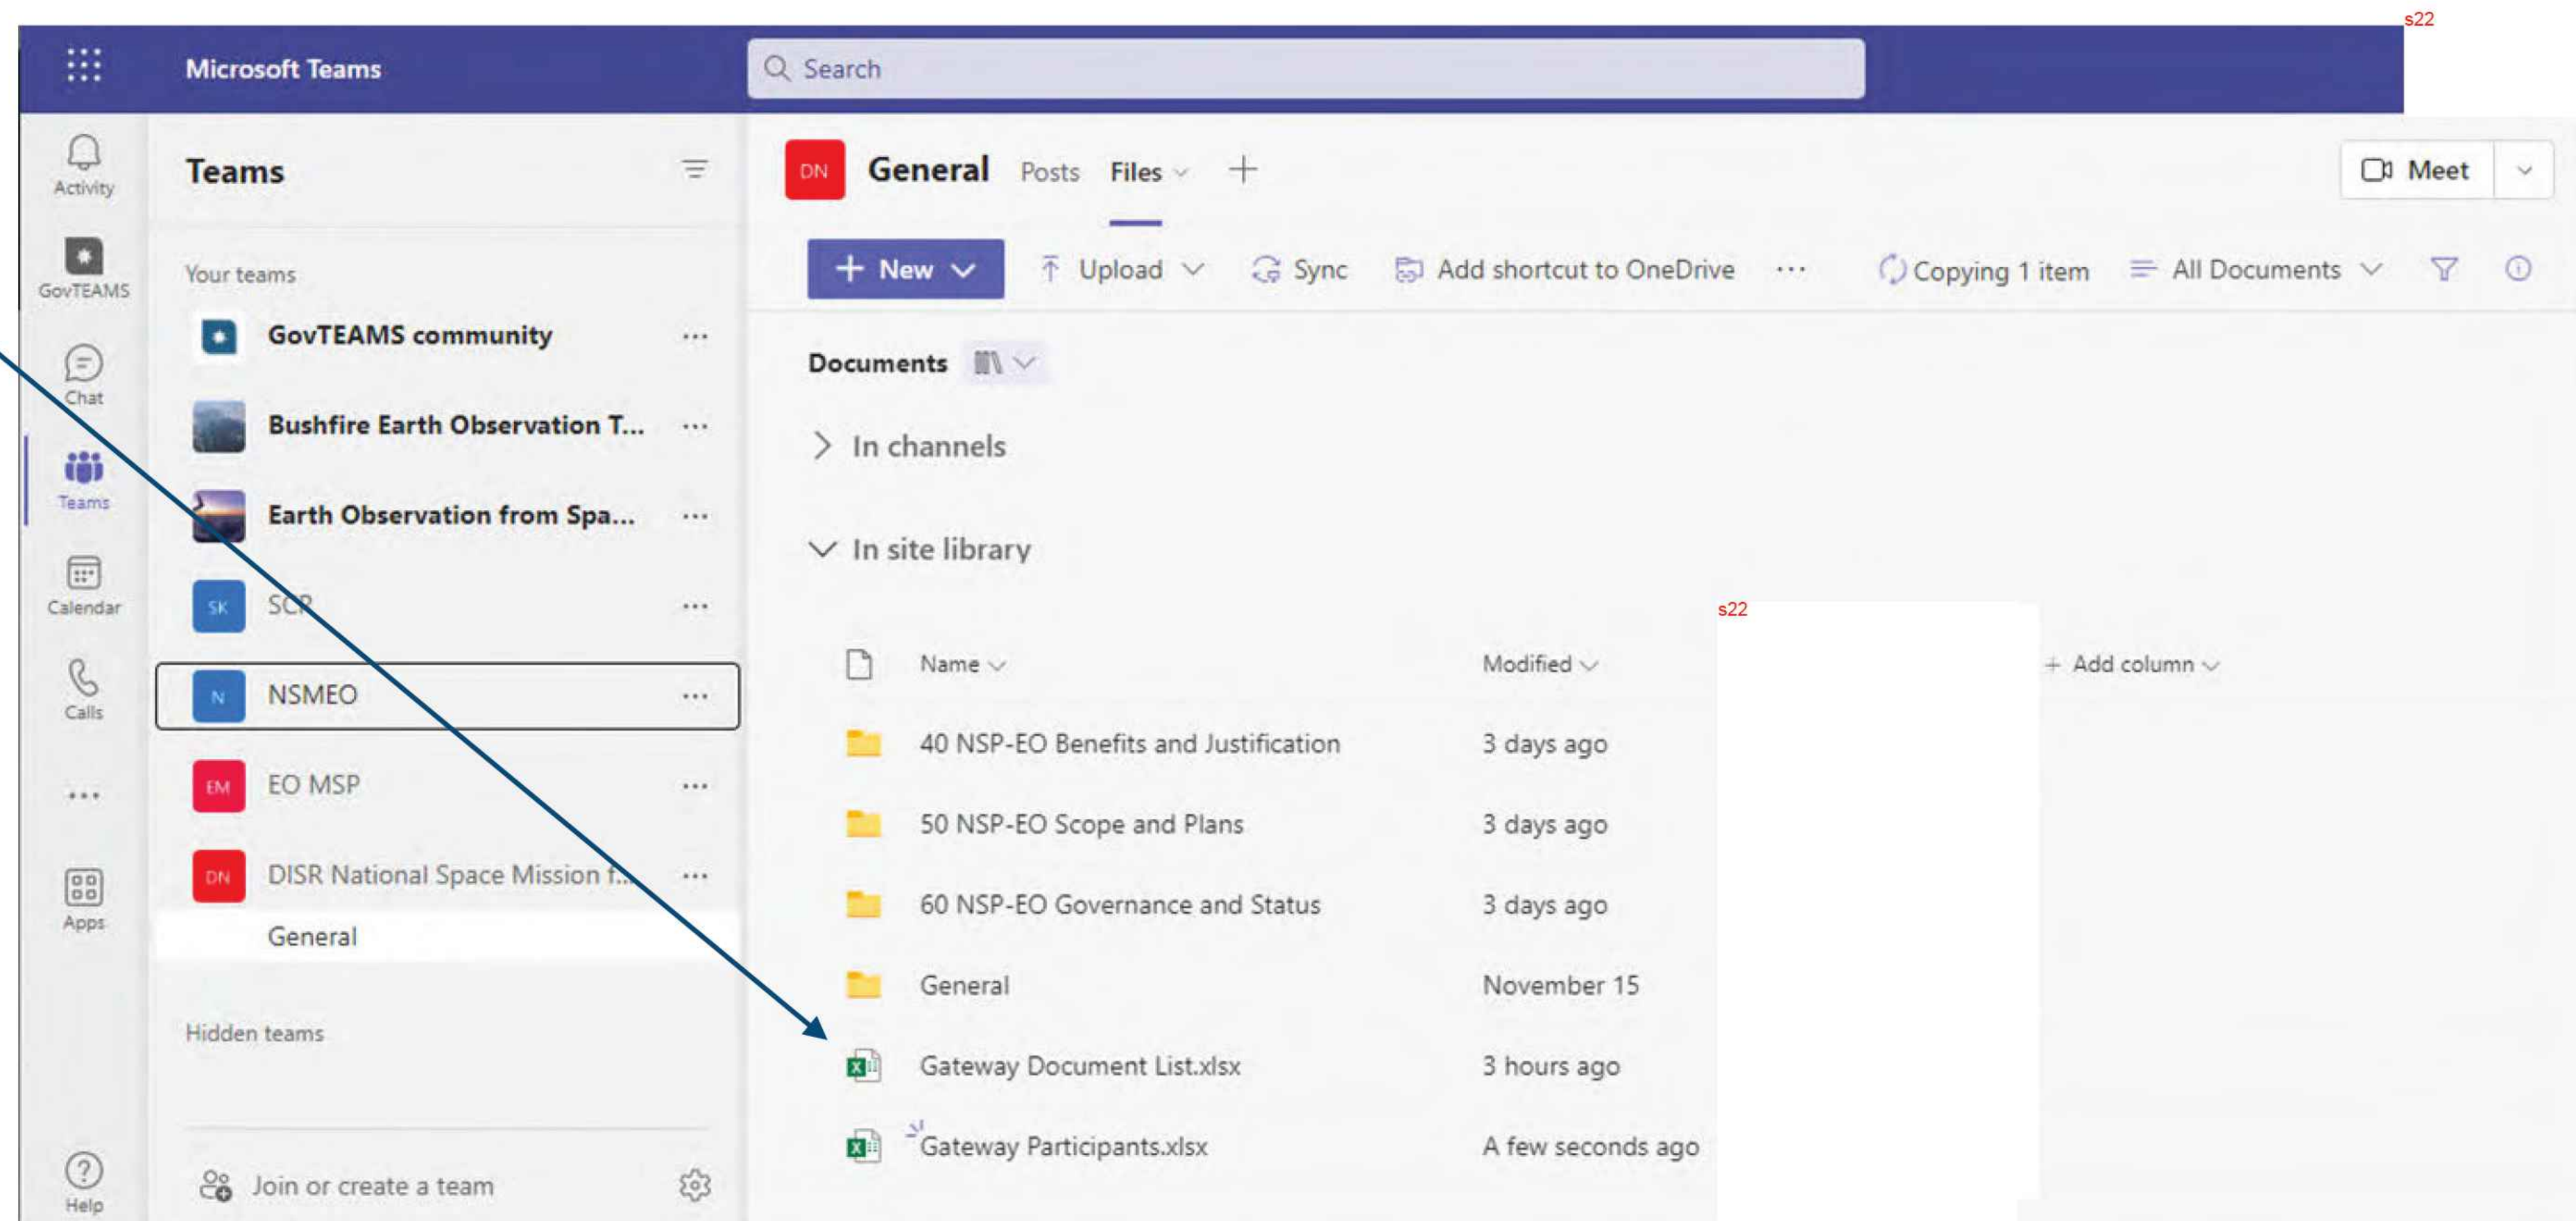 s22
Microsoft Teams
Search
Activity
GovTEAMS
Chat
Teams
Calendar
Calls
Apps
Help
Teams
Your teams
GovTEAMS community
Bushfire Earth Observation T...
Earth Observation from Spa...
SK SCP
N NSMEO
EM EO MSP
DN DISR National Space Mission f...
General
Hidden teams
Join or create a team
DN General Posts Files
Meet
New Upload Sync Add shortcut to OneDrive ... Copying 1 item All Documents
Documents
In channels
In site library
s22
Name Modified + Add column
40 NSP-EO Benefits and Justification 3 days ago
50 NSP-EO Scope and Plans 3 days ago
60 NSP-EO Governance and Status 3 days ago
General November 15
Gateway Document List.xlsx 3 hours ago
Gateway Participants.xlsx A few seconds ago